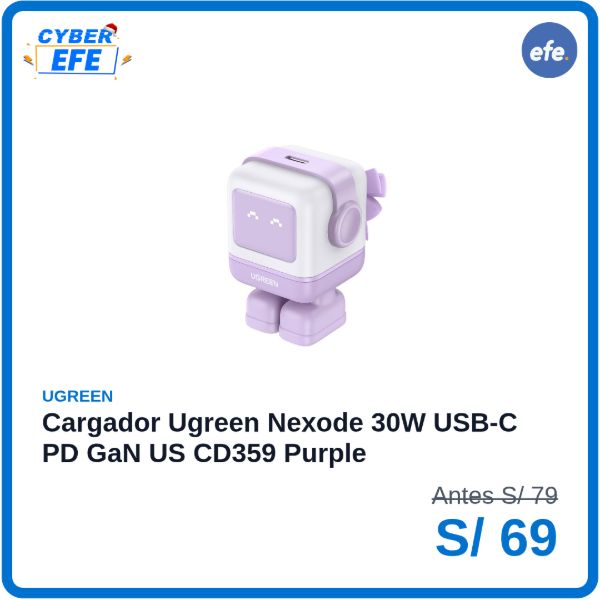 CYBER
EFE
efe.
UGREEN
UGREEN
Cargador Ugreen Nexode 30W USB-C
PD GaN US CD359 Purple
Antes S/ 79
S/ 69